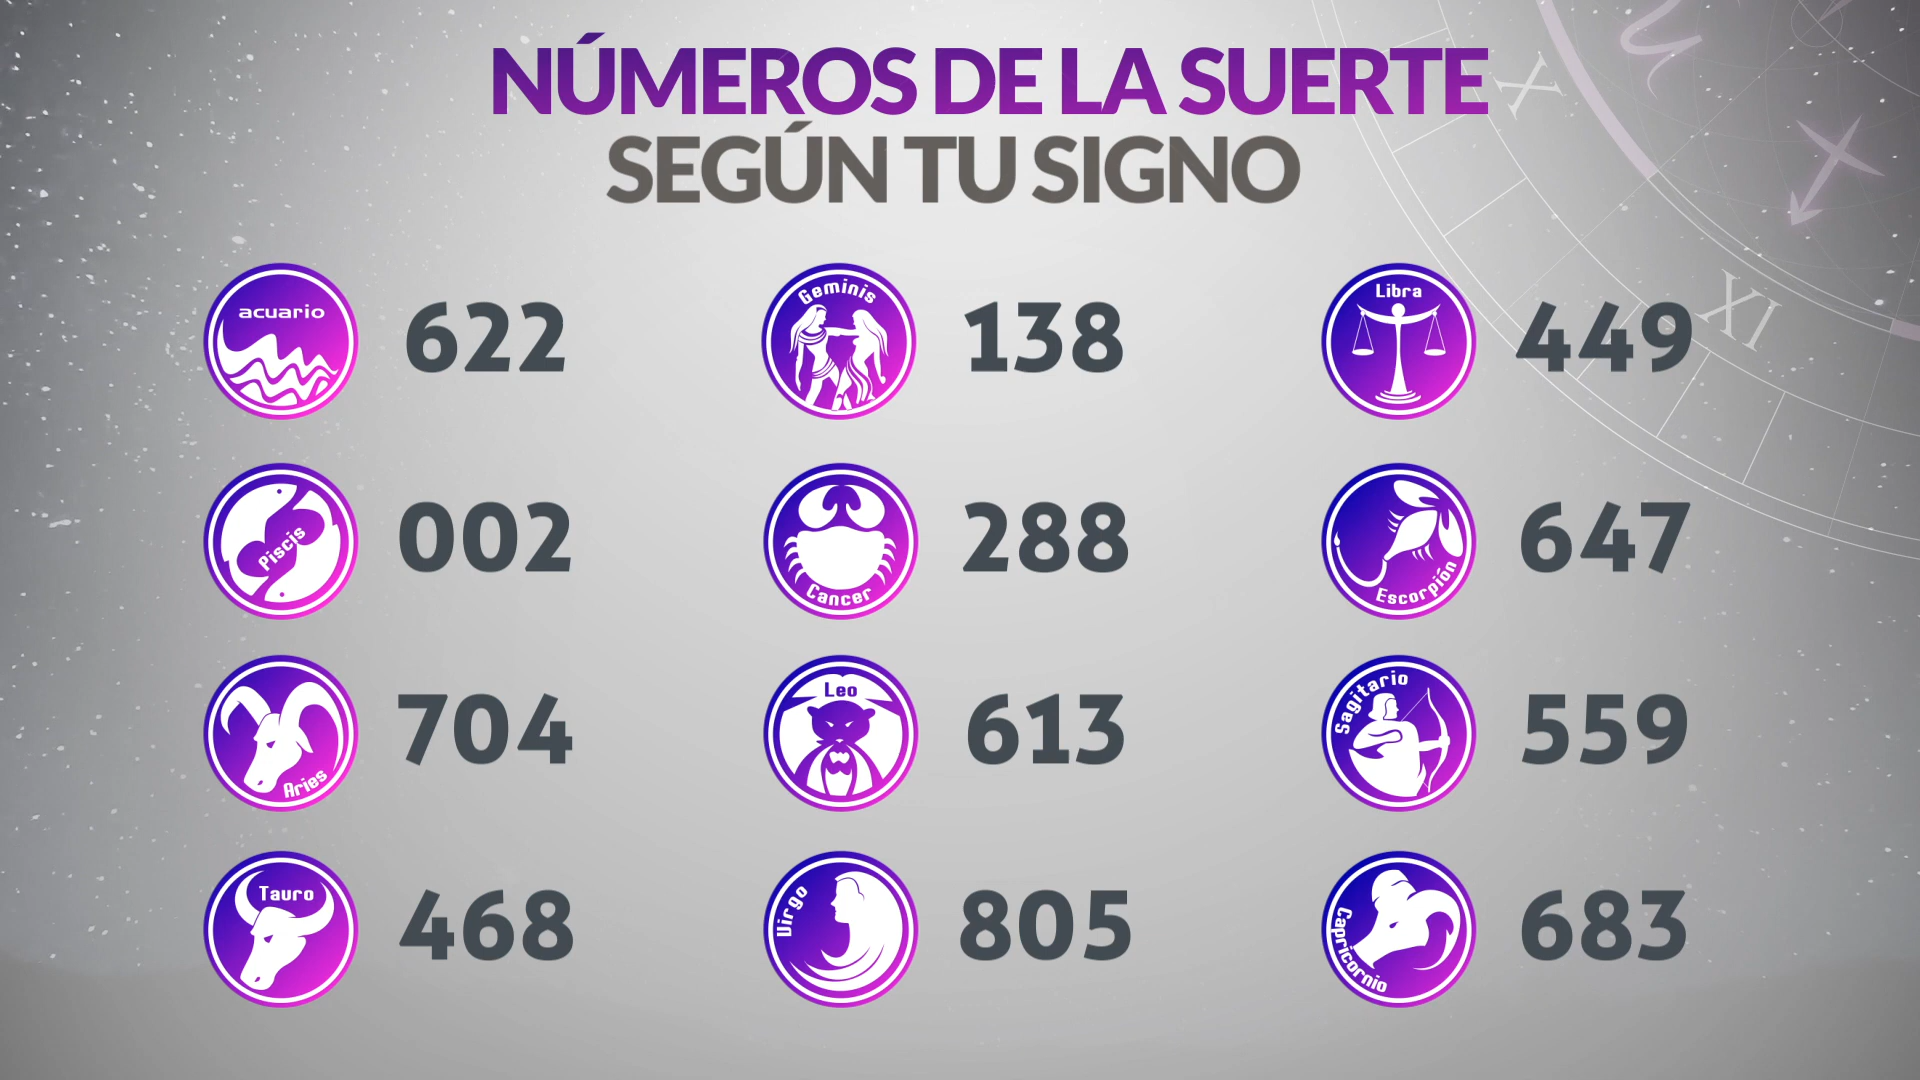 NÚMEROS DE LA SUERTE
SEGÚN TU SIGNO
acuario 622
Geminis 138
Libra 449
Piscis 002
Cancer 288
Escorpión 647
Aries 704
Leo 613
Sagitario 559
Tauro 468
Virgo 805
Capricornio 683
X
XI